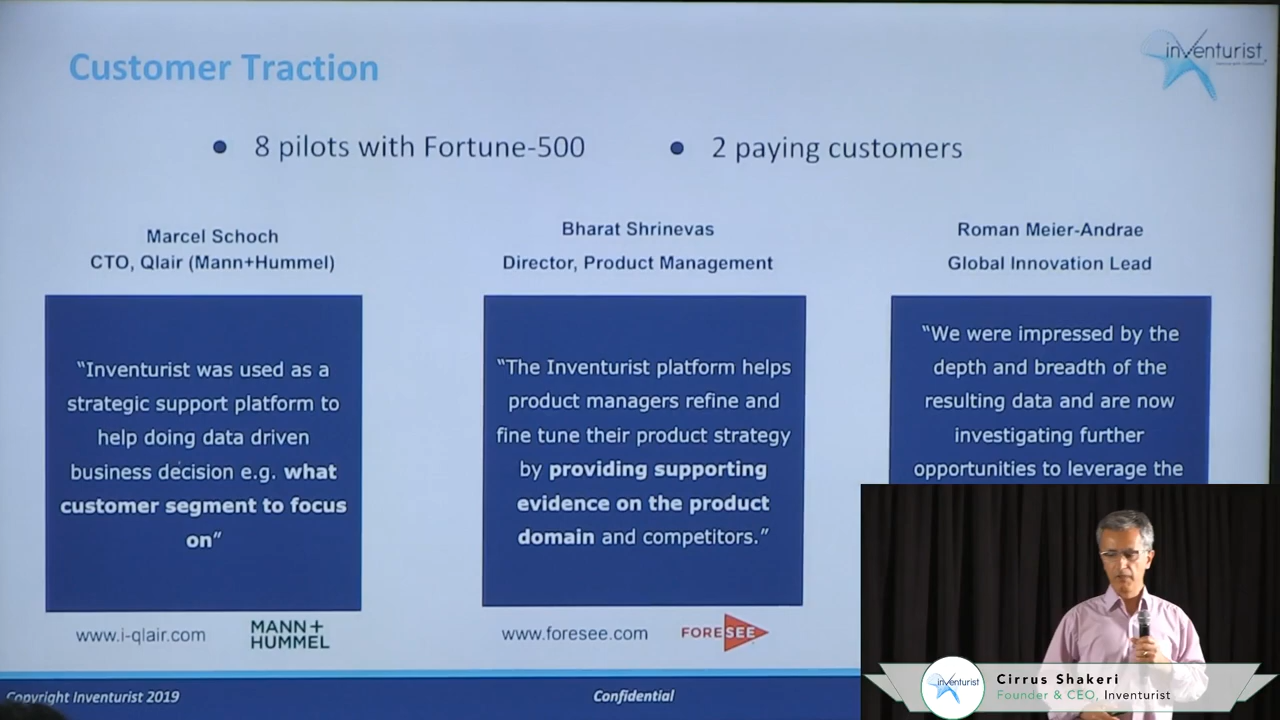 Customer Traction
inventurist
• 8 pilots with Fortune-500
• 2 paying customers
Marcel Schoch
CTO, Qlair (Mann+Hummel)
“Inventurist was used as a
strategic support platform to
help doing data driven
business decision e.g. what
customer segment to focus
on”
www.i-qlair.com
MANN+
HUMMEL
Bharat Shrinevas
Director, Product Management
“The Inventurist platform helps
product managers refine and
fine tune their product strategy
by providing supporting
evidence on the product
domain and competitors.”
www.foresee.com
FORESEE
Roman Meier-Andrae
Global Innovation Lead
“We were impressed by the
depth and breadth of the
resulting data and are now
investigating further
opportunities to leverage the
Copyright Inventurist 2019
Confidential
inventurist
Cirrus Shakeri
Founder & CEO, Inventurist